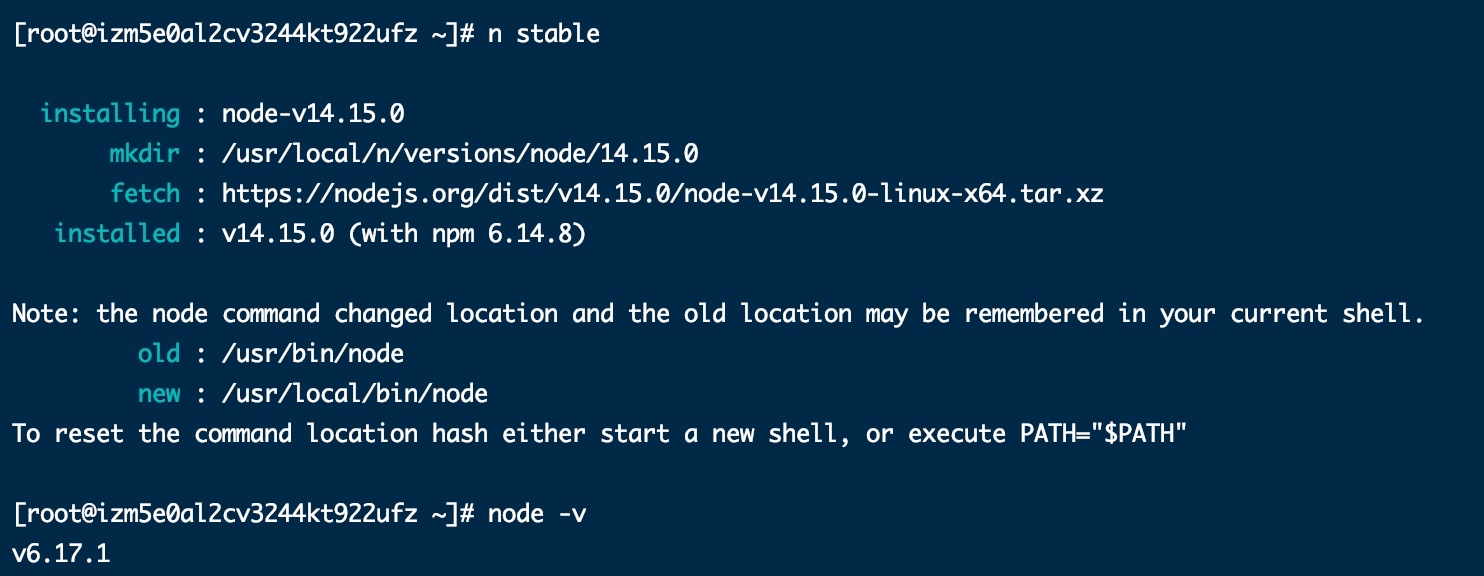 [root@izm5e0al2cv3244kt922ufz ~]# n stable
installing : node-v14.15.0
mkdir : /usr/local/n/versions/node/14.15.0
fetch : https://nodejs.org/dist/v14.15.0/node-v14.15.0-linux-x64.tar.xz
installed : v14.15.0 (with npm 6.14.8)
Note: the node command changed location and the old location may be remembered in your current shell.
old : /usr/bin/node
new : /usr/local/bin/node
To reset the command location hash either start a new shell, or execute PATH="$PATH"
[root@izm5e0al2cv3244kt922ufz ~]# node -v
v6.17.1